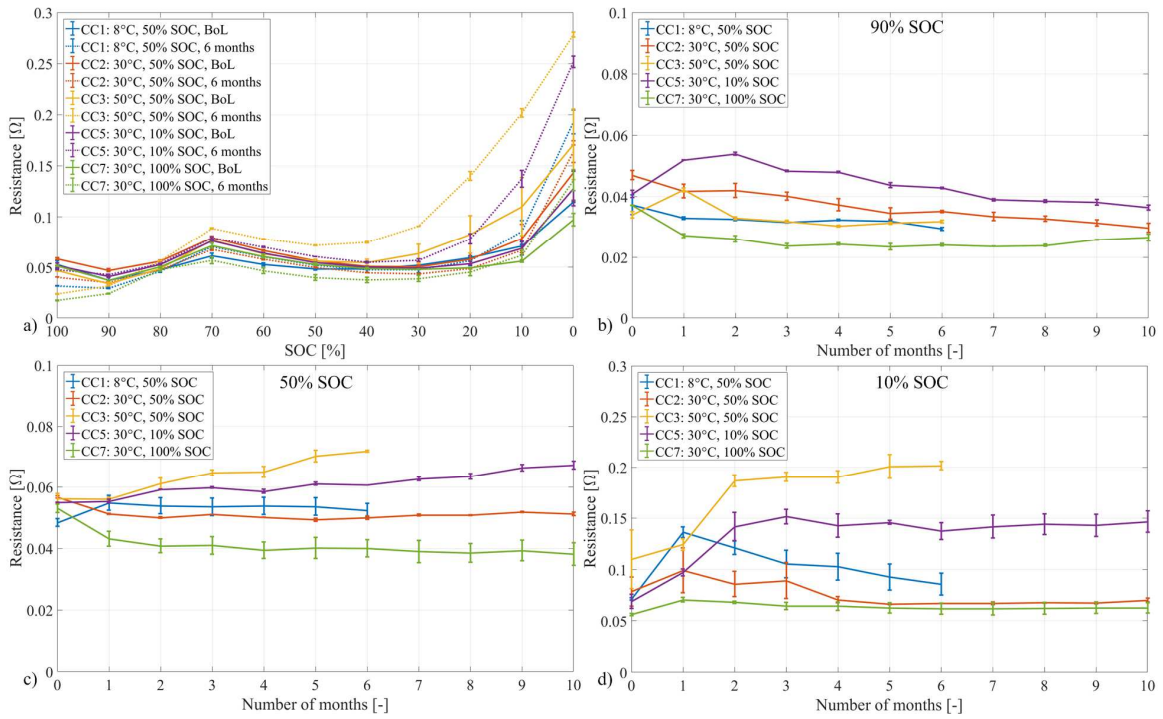 0.3
0.25
0.2
0.15
0.1
0.05
0
Resistance [Ω]
CC1: 8°C, 50% SOC, BoL
CC1: 8°C, 50% SOC, 6 months
CC2: 30°C, 50% SOC, BoL
CC2: 30°C, 50% SOC, 6 months
CC3: 50°C, 50% SOC, BoL
CC3: 50°C, 50% SOC, 6 months
CC5: 30°C, 10% SOC, BoL
CC5: 30°C, 10% SOC, 6 months
CC7: 30°C, 100% SOC, BoL
CC7: 30°C, 100% SOC, 6 months
100 90 80 70 60 50 40 30 20 10 0
a)
SOC [%]
90% SOC
0.1
0.08
0.06
0.04
0.02
0
Resistance [Ω]
CC1: 8°C, 50% SOC
CC2: 30°C, 50% SOC
CC3: 50°C, 50% SOC
CC5: 30°C, 10% SOC
CC7: 30°C, 100% SOC
0 1 2 3 4 5 6 7 8 9 10
b)
Number of months [-]
50% SOC
0.1
0.08
0.06
0.04
0.02
0
Resistance [Ω]
CC1: 8°C, 50% SOC
CC2: 30°C, 50% SOC
CC3: 50°C, 50% SOC
CC5: 30°C, 10% SOC
CC7: 30°C, 100% SOC
0 1 2 3 4 5 6 7 8 9 10
c)
Number of months [-]
10% SOC
0.3
0.25
0.2
0.15
0.1
0.05
0
Resistance [Ω]
CC1: 8°C, 50% SOC
CC2: 30°C, 50% SOC
CC3: 50°C, 50% SOC
CC5: 30°C, 10% SOC
CC7: 30°C, 100% SOC
0 1 2 3 4 5 6 7 8 9 10
d)
Number of months [-]